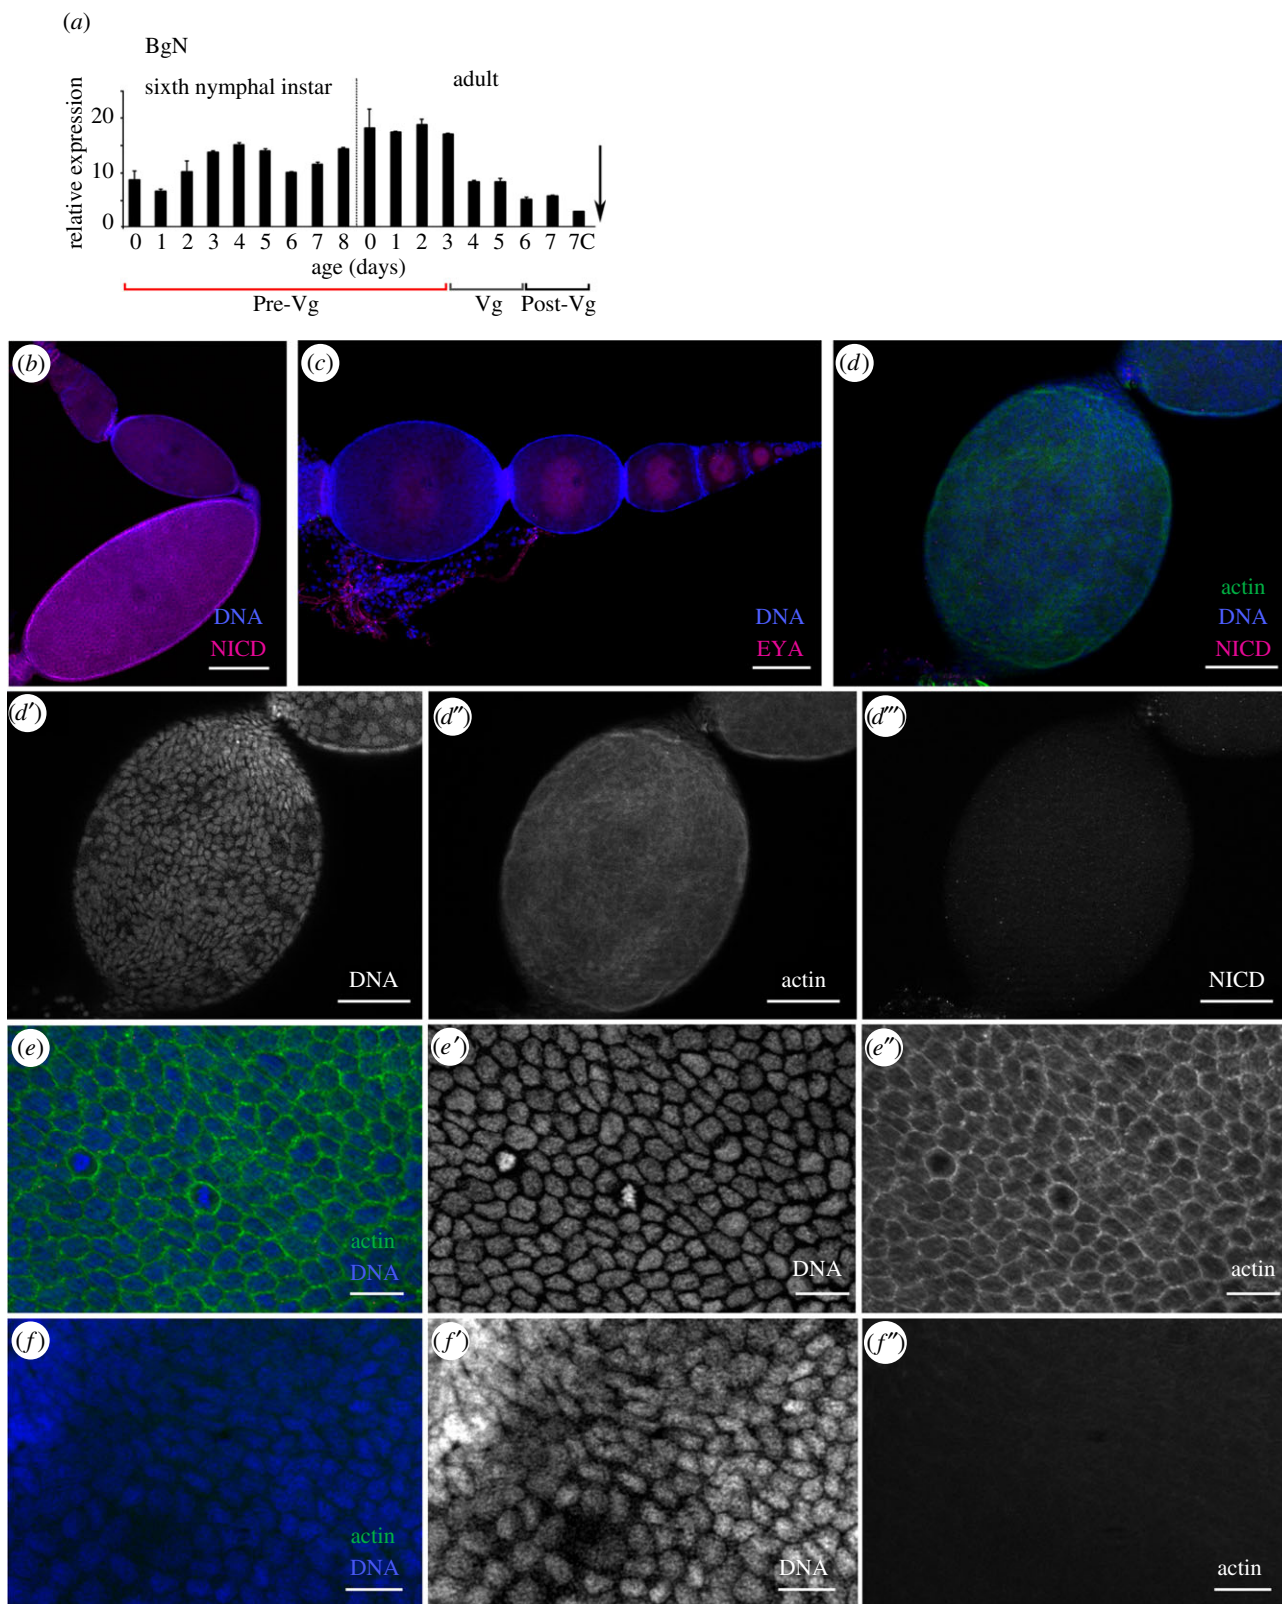 (a)
BgN
sixth nymphal instar
adult
relative expression
20
10
0
0 1 2 3 4 5 6 7 8 0 1 2 3 4 5 6 7 7C
age (days)
Pre-Vg Vg Post-Vg
(b)
DNA
NICD
(c)
DNA
EYA
(d)
actin
DNA
NICD
(d′)
DNA
(d″)
actin
(d‴)
NICD
(e)
actin
DNA
(e′)
DNA
(e″)
actin
(f)
actin
DNA
(f′)
DNA
(f″)
actin